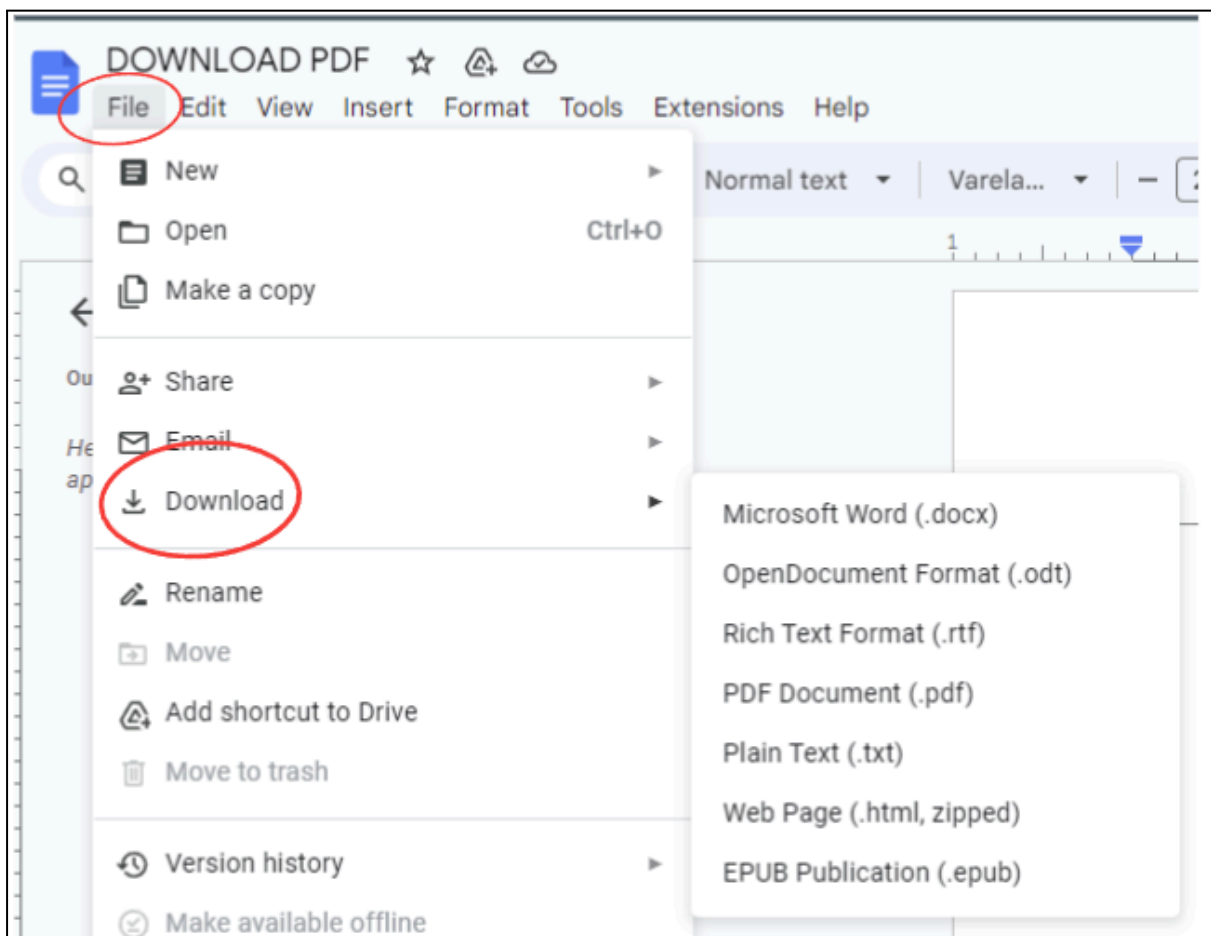 DOWNLOAD PDF
File Edit View Insert Format Tools Extensions Help
New
Normal text Varela...
Open Ctrl+O
1
Make a copy
Share
Email
Download
Microsoft Word (.docx)
OpenDocument Format (.odt)
Rename
Rich Text Format (.rtf)
Move
PDF Document (.pdf)
Add shortcut to Drive
Plain Text (.txt)
Move to trash
Web Page (.html, zipped)
Version history
EPUB Publication (.epub)
Make available offline